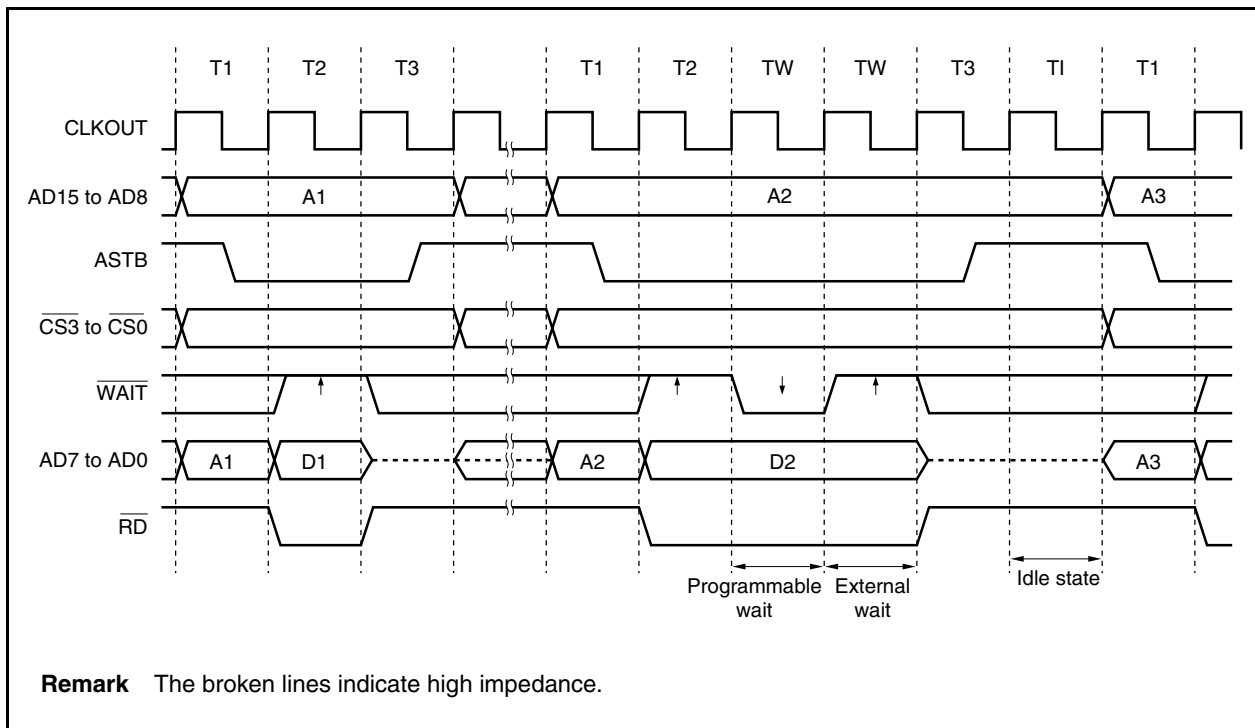 T1 T2 T3 T1 T2 TW TW T3 TI T1
CLKOUT
AD15 to AD8 A1 A2 A3
ASTB
CS3 to CS0
WAIT
AD7 to AD0 A1 D1 A2 D2 A3
RD
Programmable wait
External wait
Idle state
Remark The broken lines indicate high impedance.